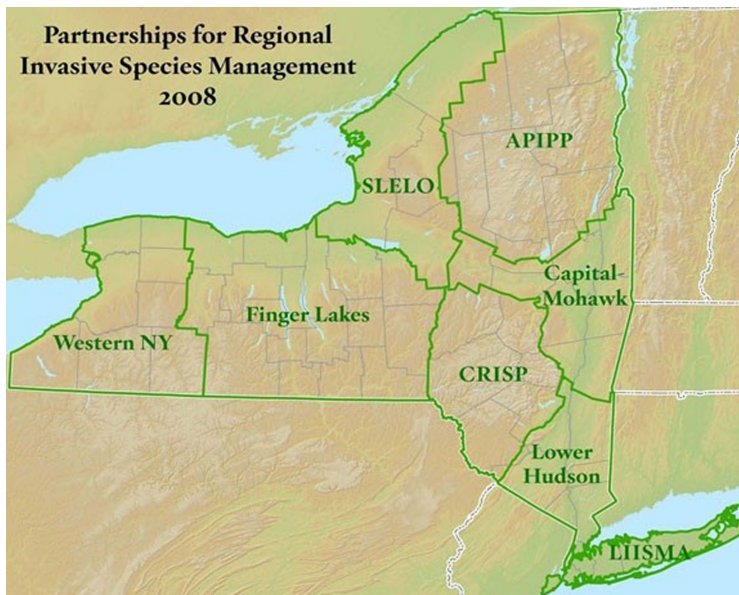 Partnerships for Regional
Invasive Species Management
2008
APIPP
SLELO
Capital-
Mohawk
Finger Lakes
Western NY
CRISP
Lower
Hudson
LIISMA